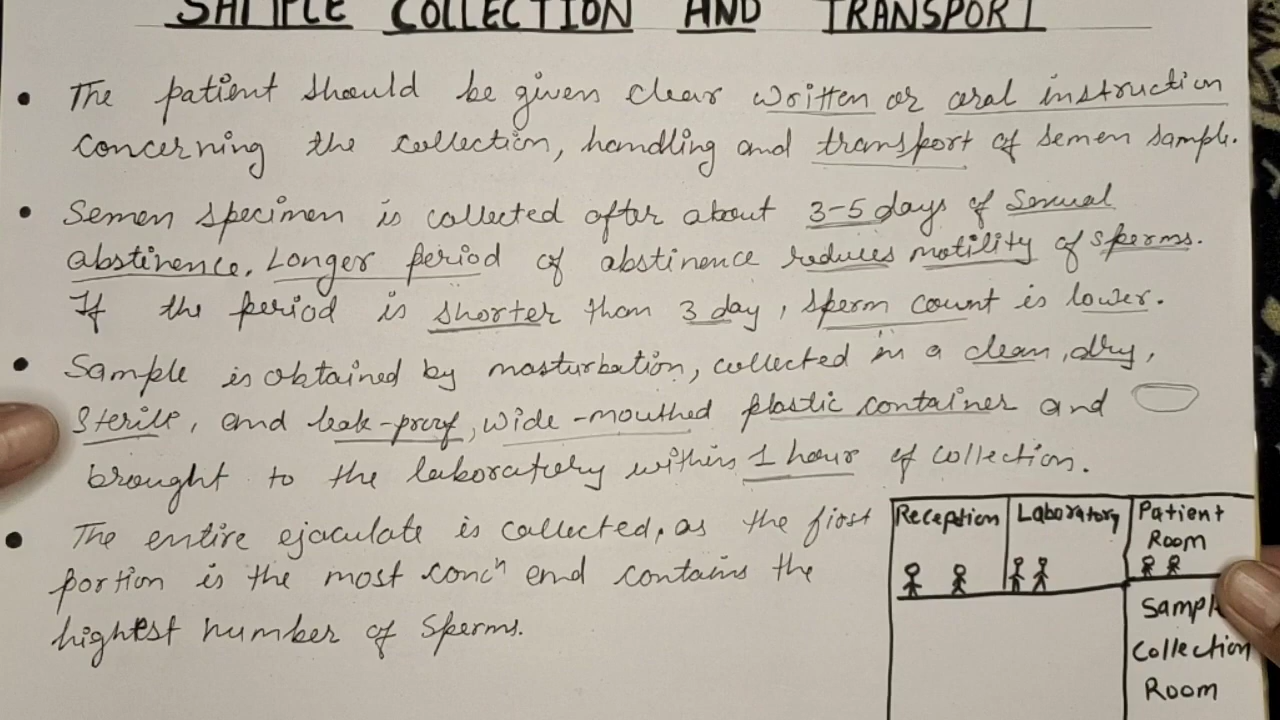 SAMPLE COLLECTION AND TRANSPORT
• The patient should be given clear written or oral instruction
concerning the collection, handling and transport of semen sample.
• Semen specimen is collected after about 3-5 days of Sexual
abstinence. Longer period of abstinence reduces motility of sperms.
If the period is shorter than 3 day, sperm count is lower.
• Sample is obtained by masturbation, collected in a clean, dry,
sterile, and leak-proof, wide-mouthed plastic container and
brought to the laboratory within 1 hour of collection.
• The entire ejaculate is collected, as the first
portion is the most concⁿ and contains the
highest number of sperms.
Reception
Laboratory
Patient
Room
Sample
Collection
Room